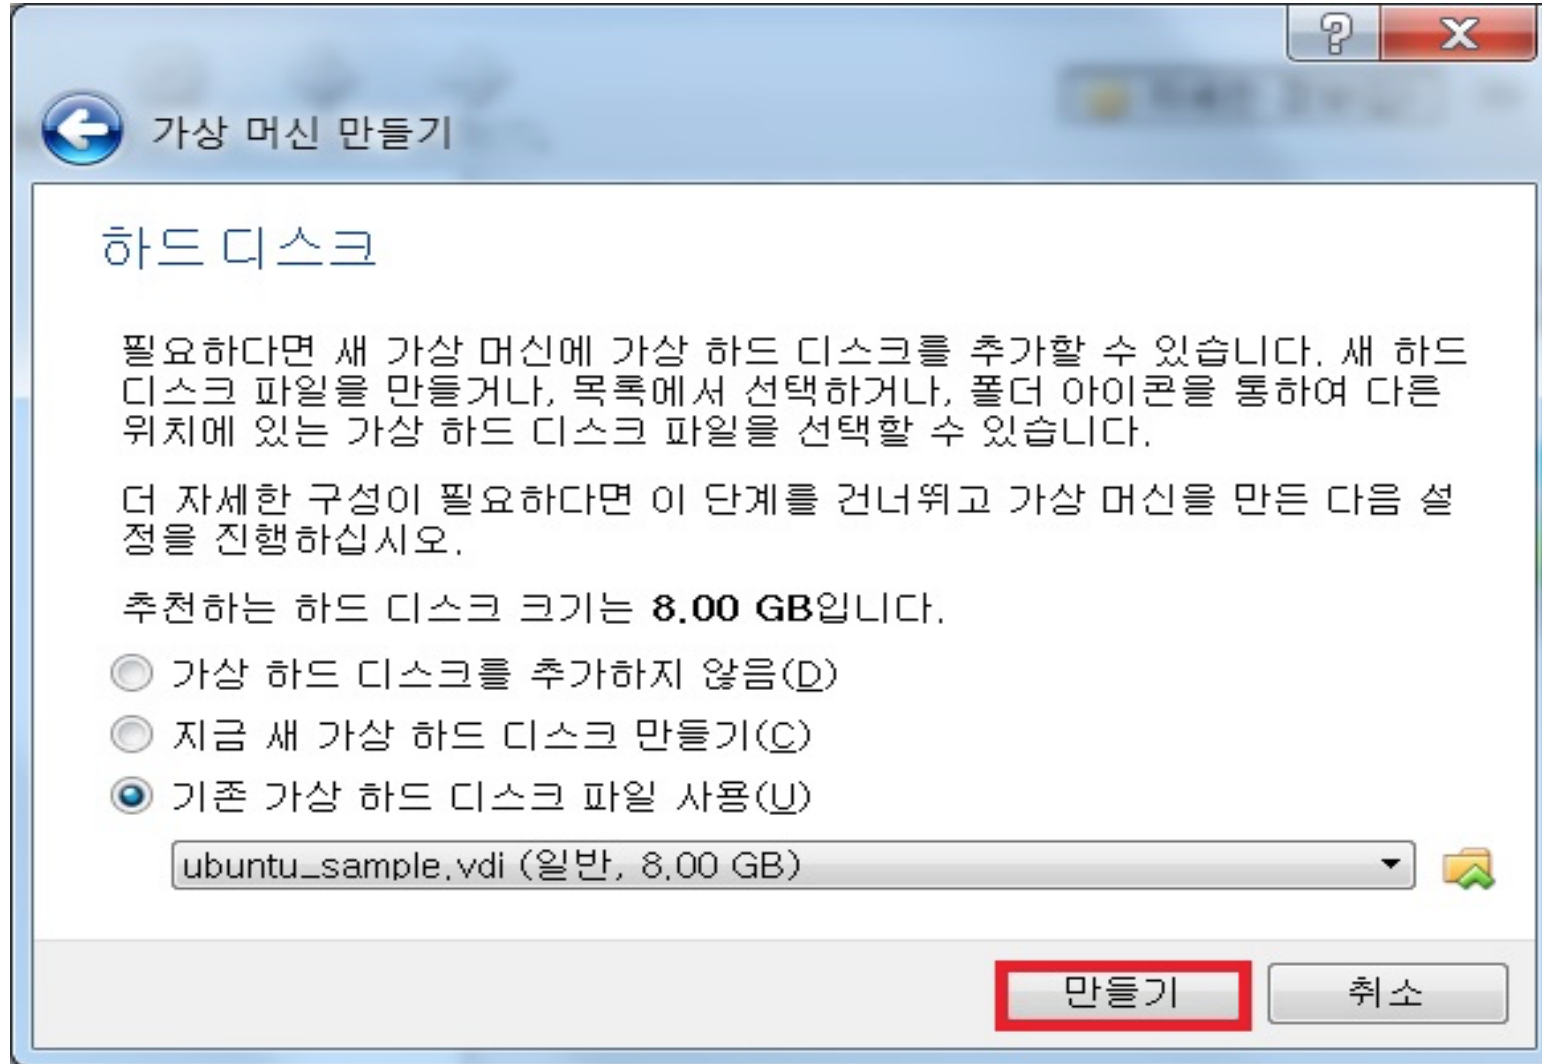 가상 머신 만들기
하드 디스크
필요하다면 새 가상 머신에 가상 하드 디스크를 추가할 수 있습니다. 새 하드
디스크 파일을 만들거나, 목록에서 선택하거나, 폴더 아이콘을 통하여 다른
위치에 있는 가상 하드 디스크 파일을 선택할 수 있습니다.
더 자세한 구성이 필요하다면 이 단계를 건너뛰고 가상 머신을 만든 다음 설
정을 진행하십시오.
추천하는 하드 디스크 크기는 8.00 GB입니다.
가상 하드 디스크를 추가하지 않음(D)
지금 새 가상 하드 디스크 만들기(C)
기존 가상 하드 디스크 파일 사용(U)
ubuntu_sample.vdi (일반, 8.00 GB)
만들기 취소